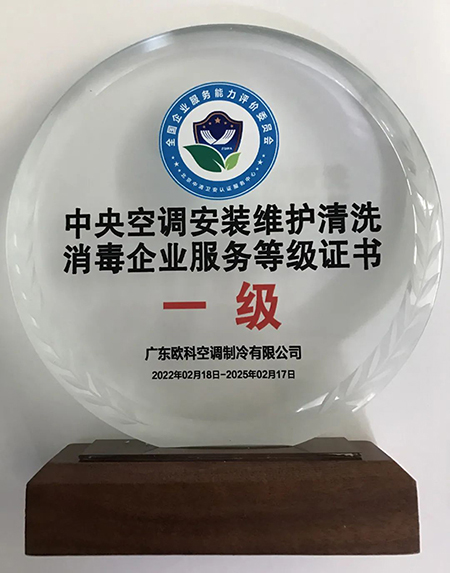 全国企业服务能力评价委员会
中央空调安装维护清洗
消毒企业服务等级证书
一级
广东欧科空调制冷有限公司
2022年02月18日-2025年02月17日